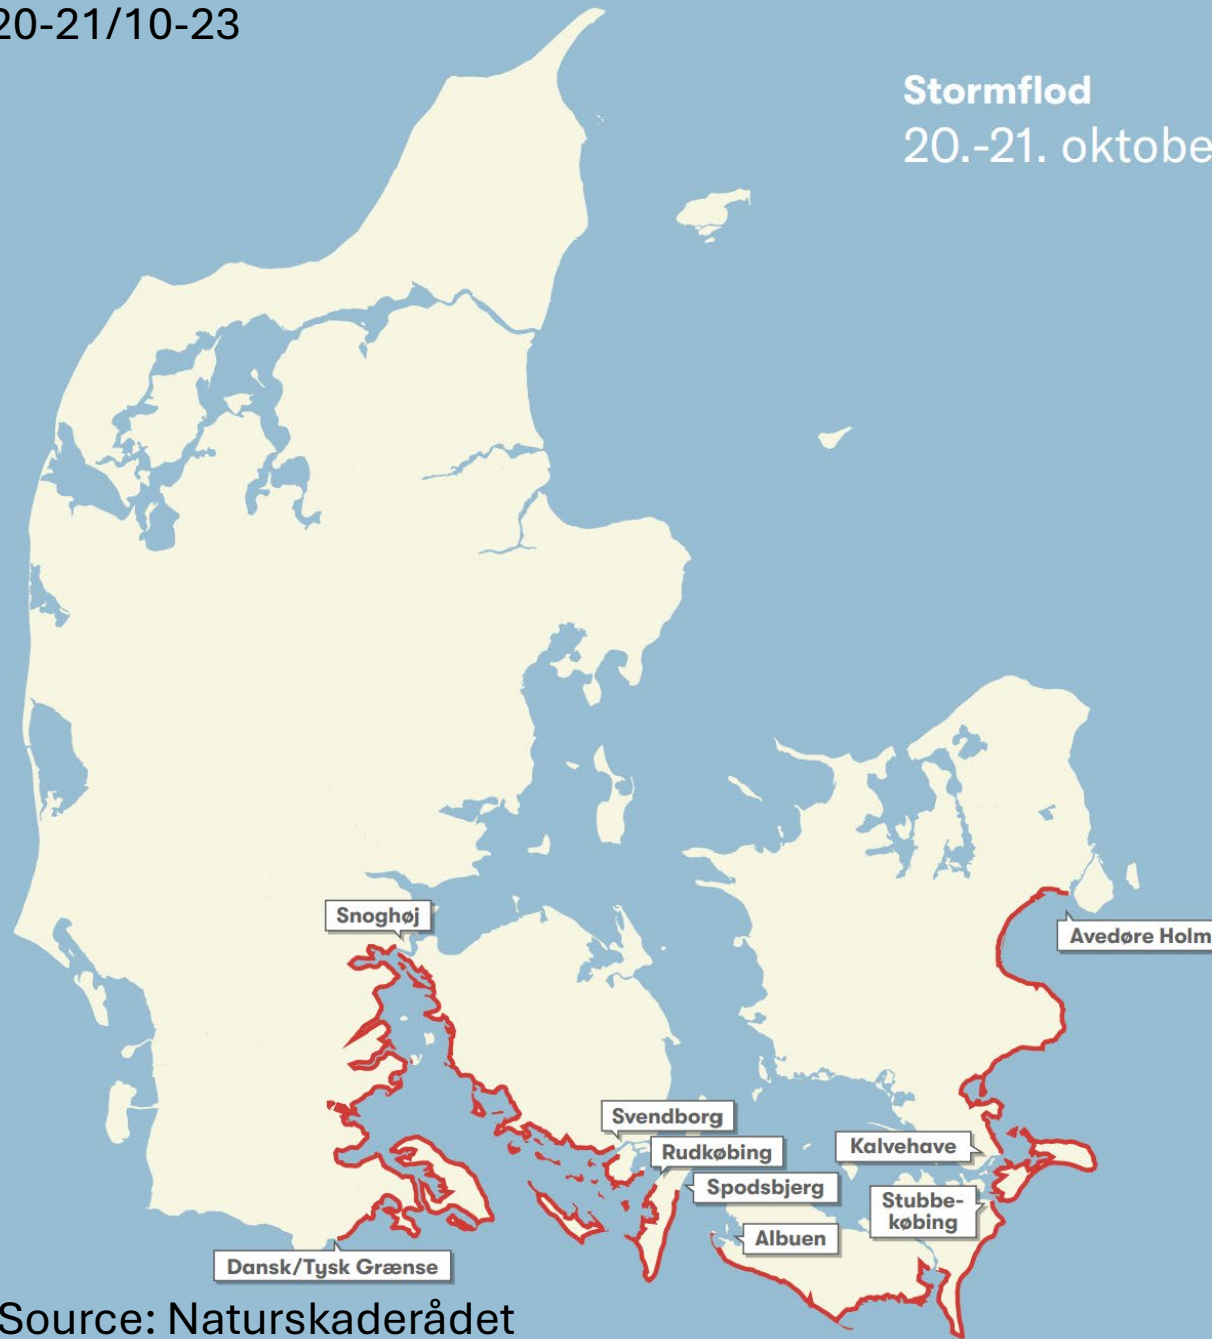 20-21/10-23
Stormflod
20.-21. oktobe
Snoghøj
Avedøre Holm
Svendborg
Rudkøbing
Kalvehave
Spodsbjerg
Stubbe-
købing
Albuen
Dansk/Tysk Grænse
Source: Naturskaderådet